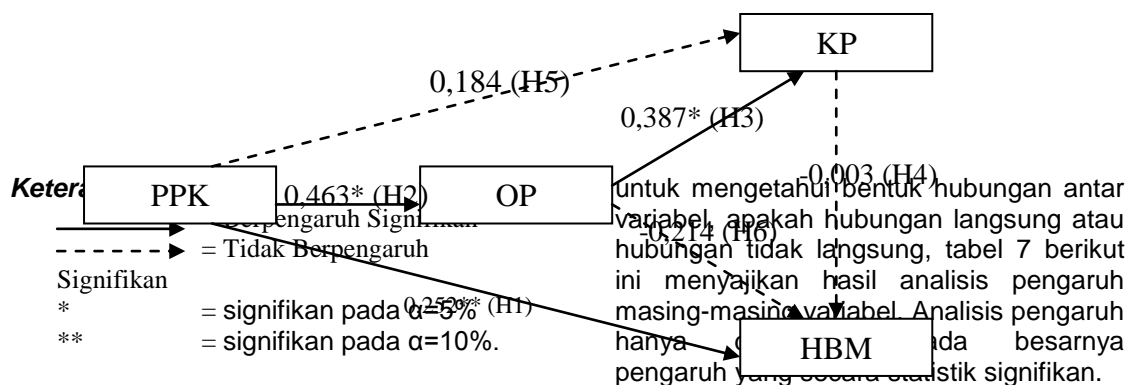 KP
0,184 (H5)
0,387* (H3)
PPK
0,463* (H2)
OP
-0,003 (H4)
-0,214 (H6)
0,252** (H1)
HBM
= Berpengaruh Signifikan
= Tidak Berpengaruh
Signifikan
* = signifikan pada α=5%
** = signifikan pada α=10%.
untuk mengetahui bentuk hubungan antar
variabel, apakah hubungan langsung atau
hubungan tidak langsung, tabel 7 berikut
ini menyajikan hasil analisis pengaruh
masing-masing variabel. Analisis pengaruh
hanya besarnya
pengaruh yang secara statistik signifikan.